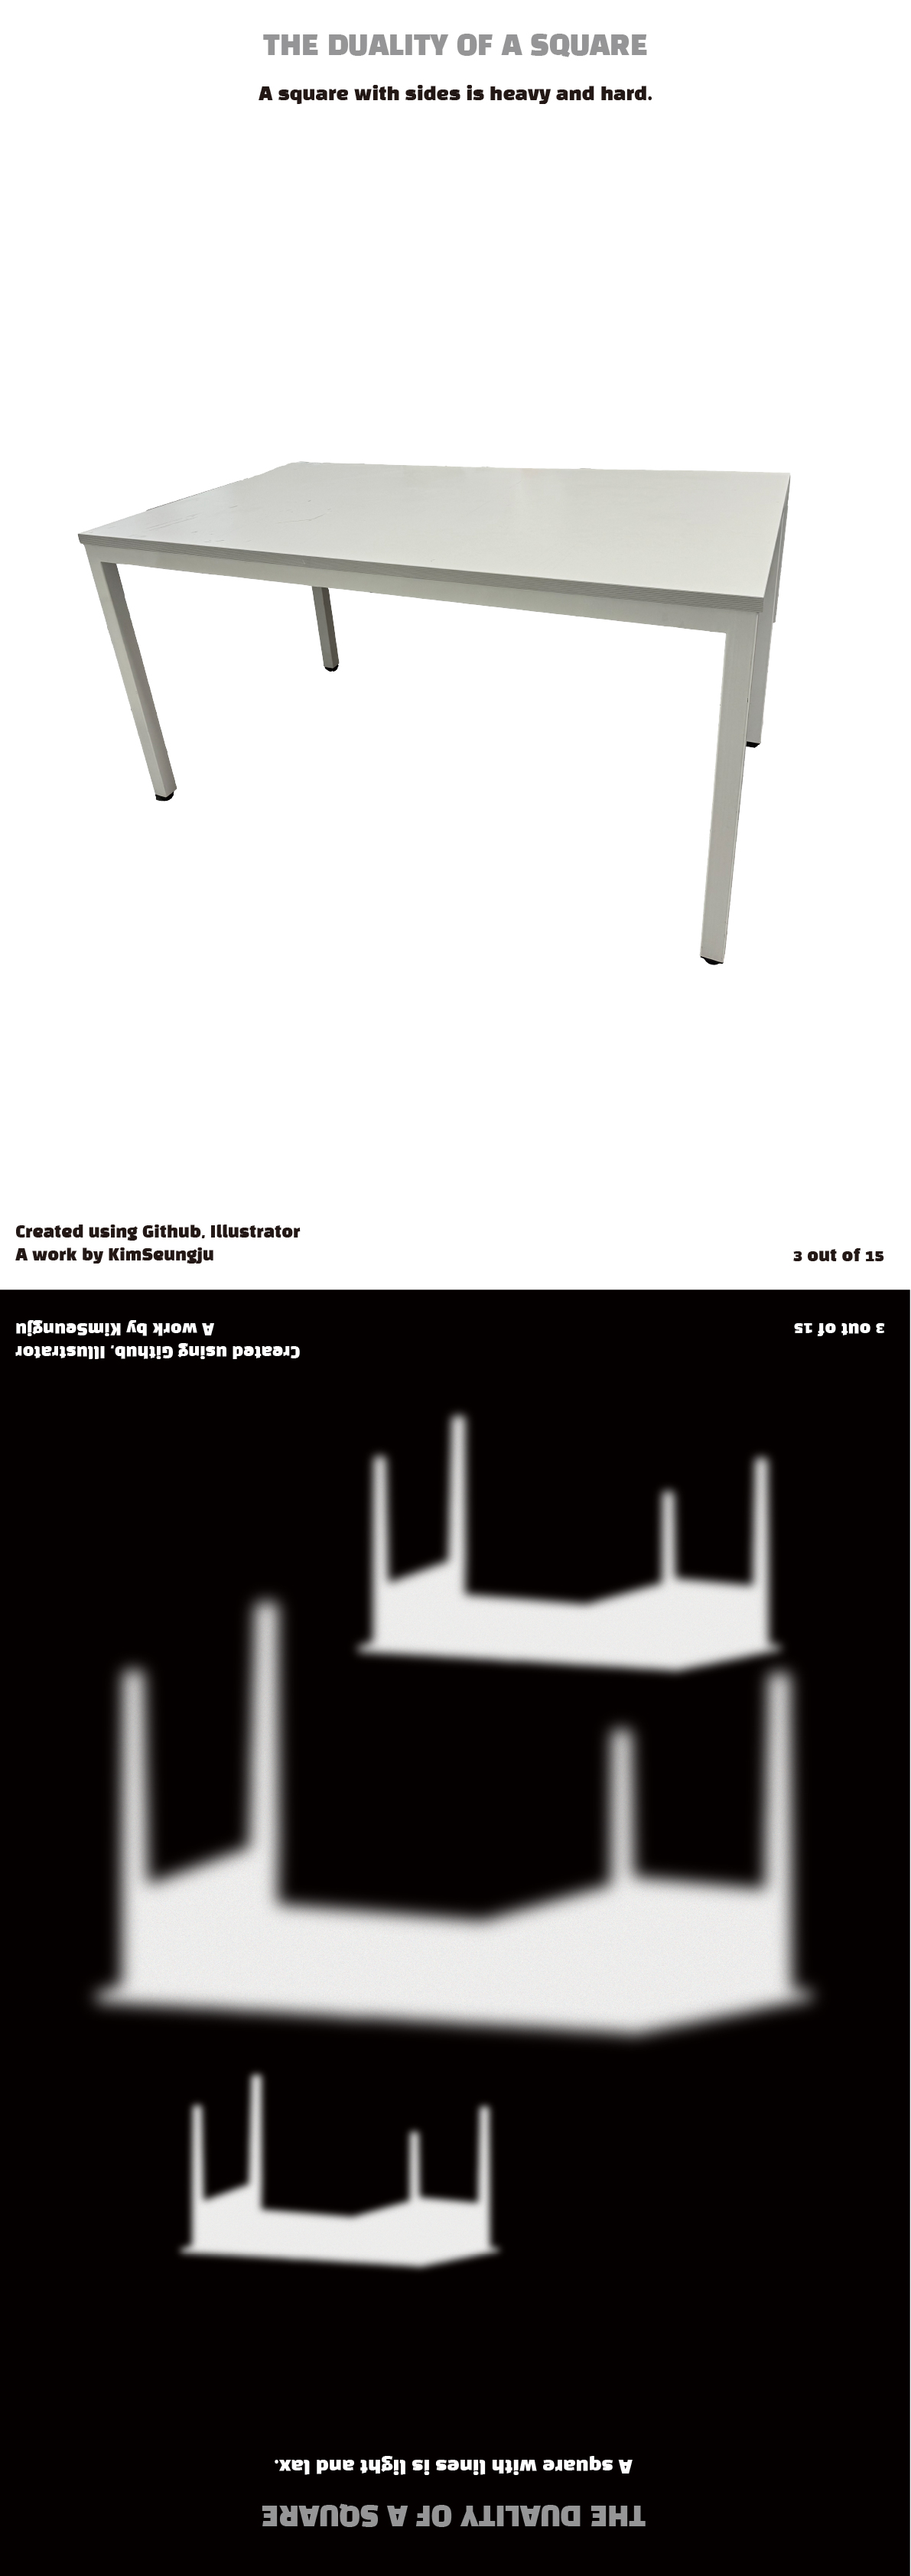 THE DUALITY OF A SQUARE
A square with sides is heavy and hard.
Created using Github, Illustrator
A work by KimSeungju
3 out of 15
THE DUALITY OF A SQUARE
A square with lines is light and lax.
Created using Github, Illustrator
A work by KimSeungju
3 out of 15